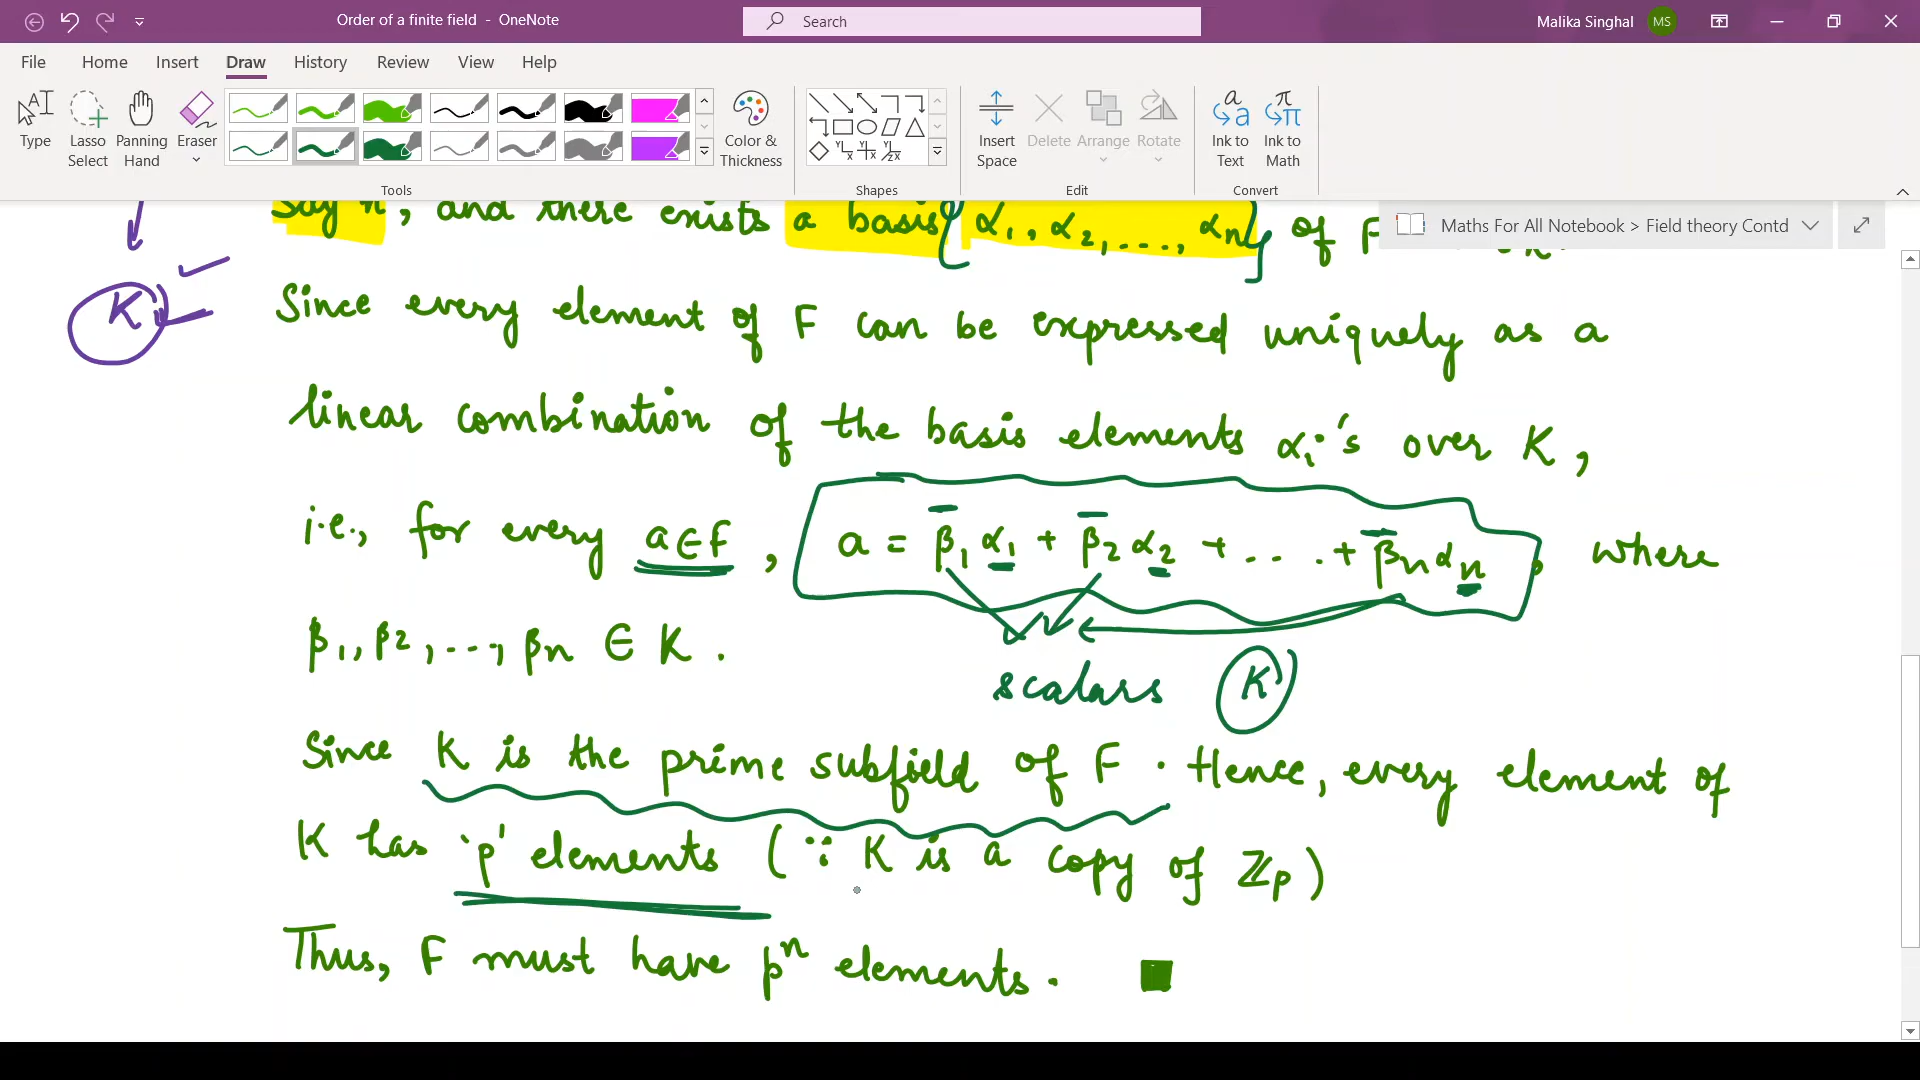 Order of a finite field - OneNote
Search
Malika Singhal MS
File Home Insert Draw History Review View Help
Type
Lasso Select
Panning Hand
Eraser
Color & Thickness
Insert Space
Delete
Arrange
Rotate
Ink to Text
Ink to Math
Tools
Shapes
Edit
Convert
Maths For All Notebook > Field theory Contd
say n, and there exists a basis {α₁, α₂, ..., αn} of F
K
Since every element of F can be expressed uniquely as a
linear combination of the basis elements αi's over K,
i.e., for every a∈F, a = β₁α₁ + β₂α₂ + .... + βnαn, where
β₁, β₂, ..., βn ∈ K.
scalars K
Since K is the prime subfield of F. Hence, every element of
K has 'p' elements (∵ K is a copy of ℤp)
Thus, F must have pⁿ elements. ■